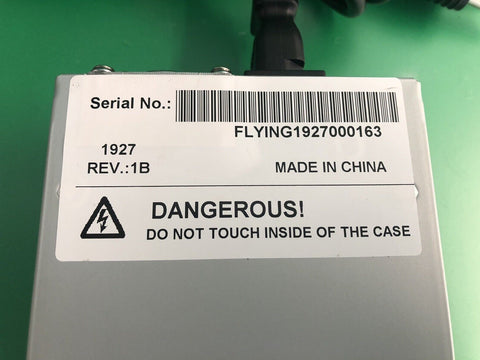 Serial No.:
FLYING1927000163
1927
REV.:1B MADE IN CHINA
DANGEROUS!
DO NOT TOUCH INSIDE OF THE CASE